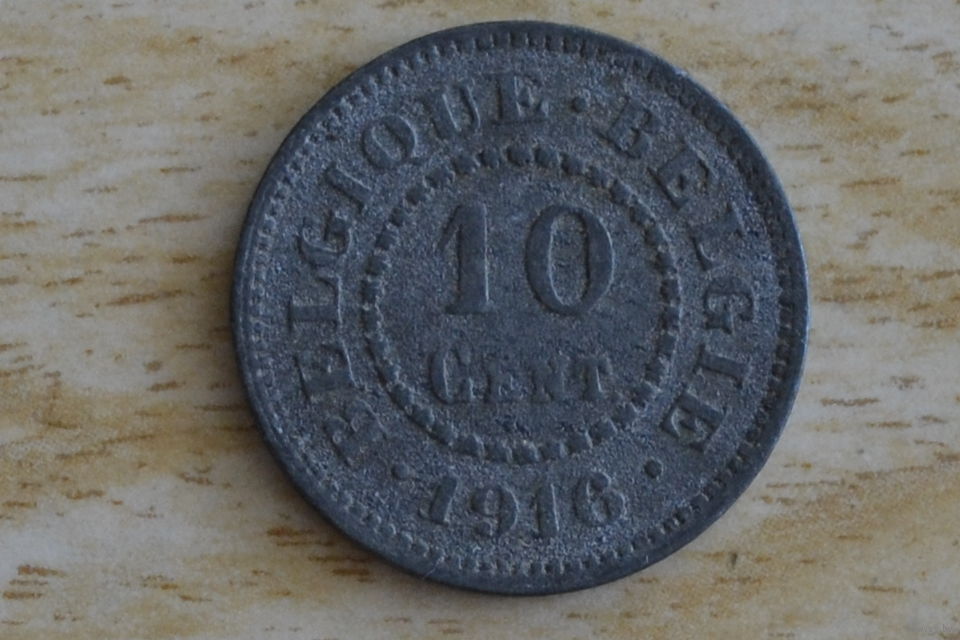 BELGIQUE · BELGIE
10
CENT
· 1916 ·